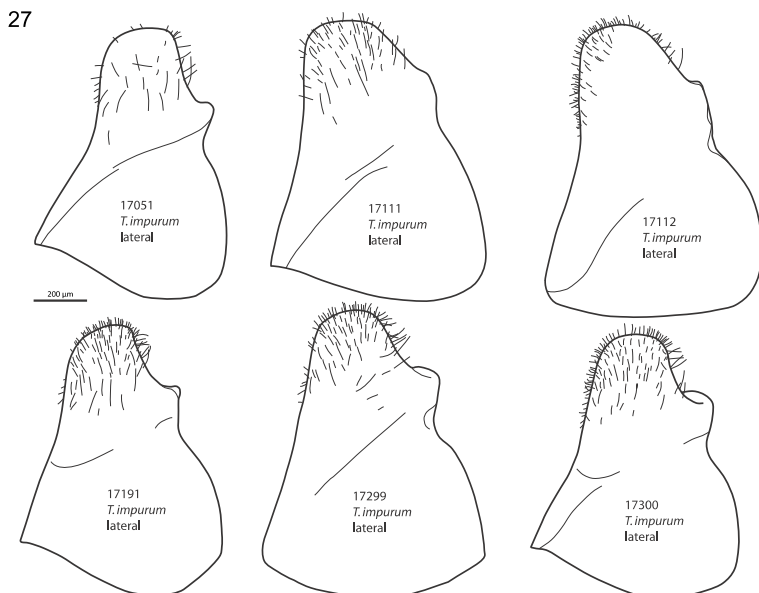 27
17051
T. impurum
lateral
17111
T. impurum
lateral
17112
T. impurum
lateral
200 µm
17191
T. impurum
lateral
17299
T. impurum
lateral
17300
T. impurum
lateral